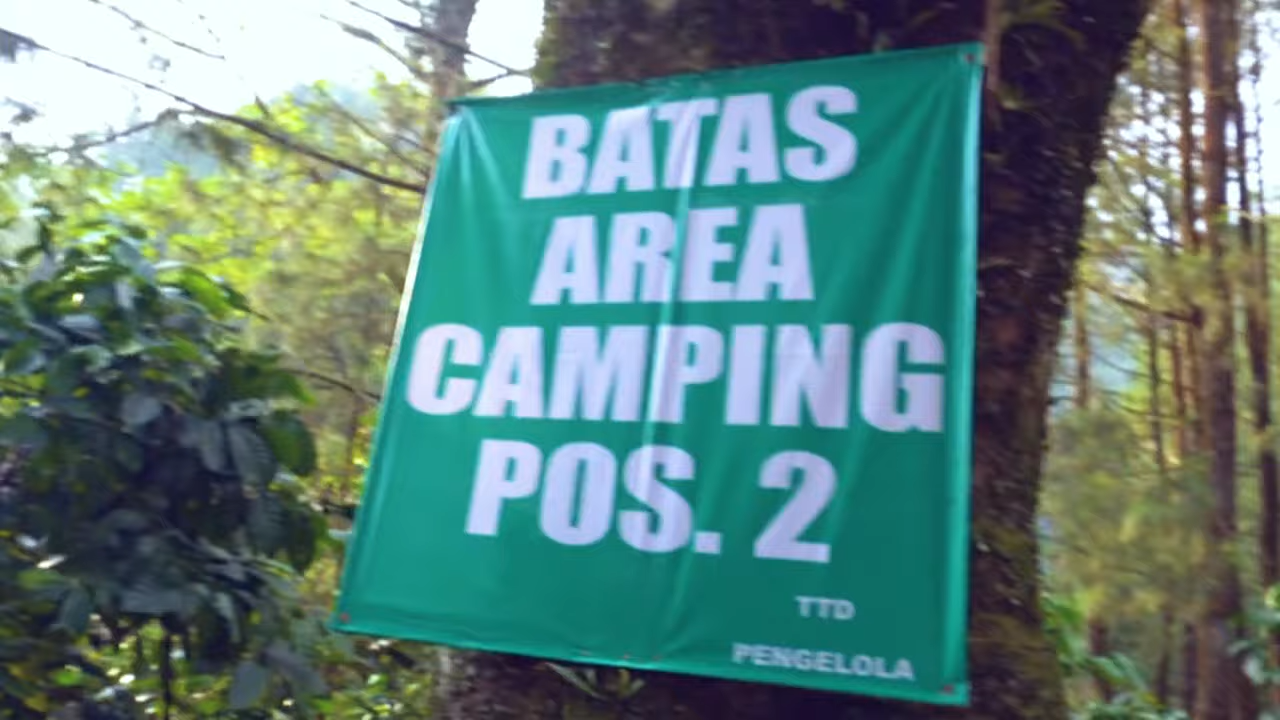 BATAS
AREA
CAMPING
POS. 2
TTD
PENGELOLA